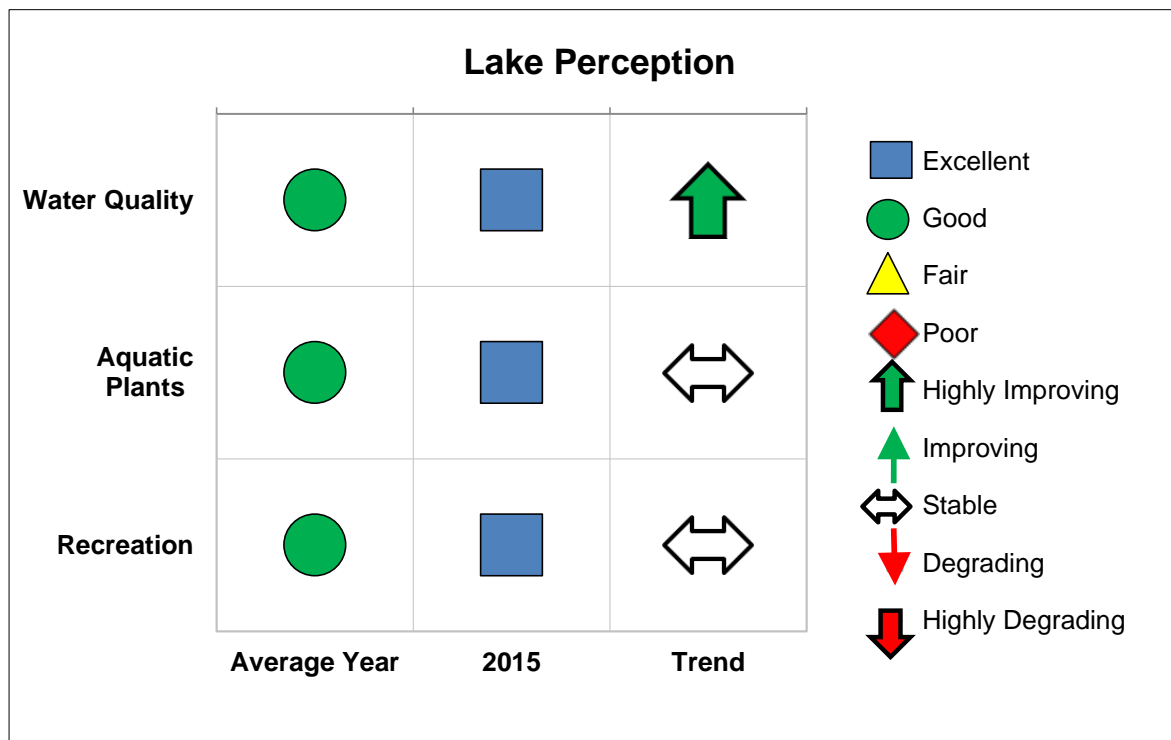 Lake Perception
Water Quality
Aquatic
Plants
Recreation
Average Year
2015
Trend
Excellent
Good
Fair
Poor
Highly Improving
Improving
Stable
Degrading
Highly Degrading